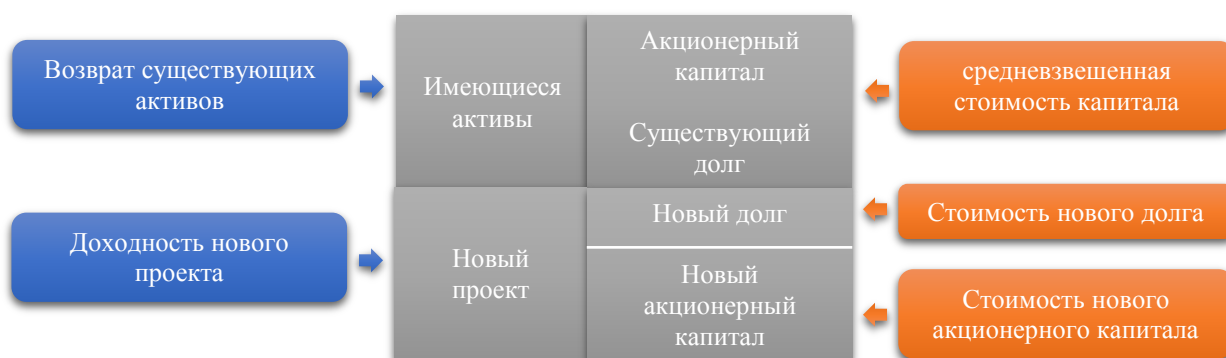 Возврат существующих
активов
Имеющиеся
активы
Акционерный
капитал
Существующий
долг
средневзвешенная
стоимость капитала
Доходность нового
проекта
Новый
проект
Новый долг
Новый
акционерный
капитал
Стоимость нового долга
Стоимость нового
акционерного капитала